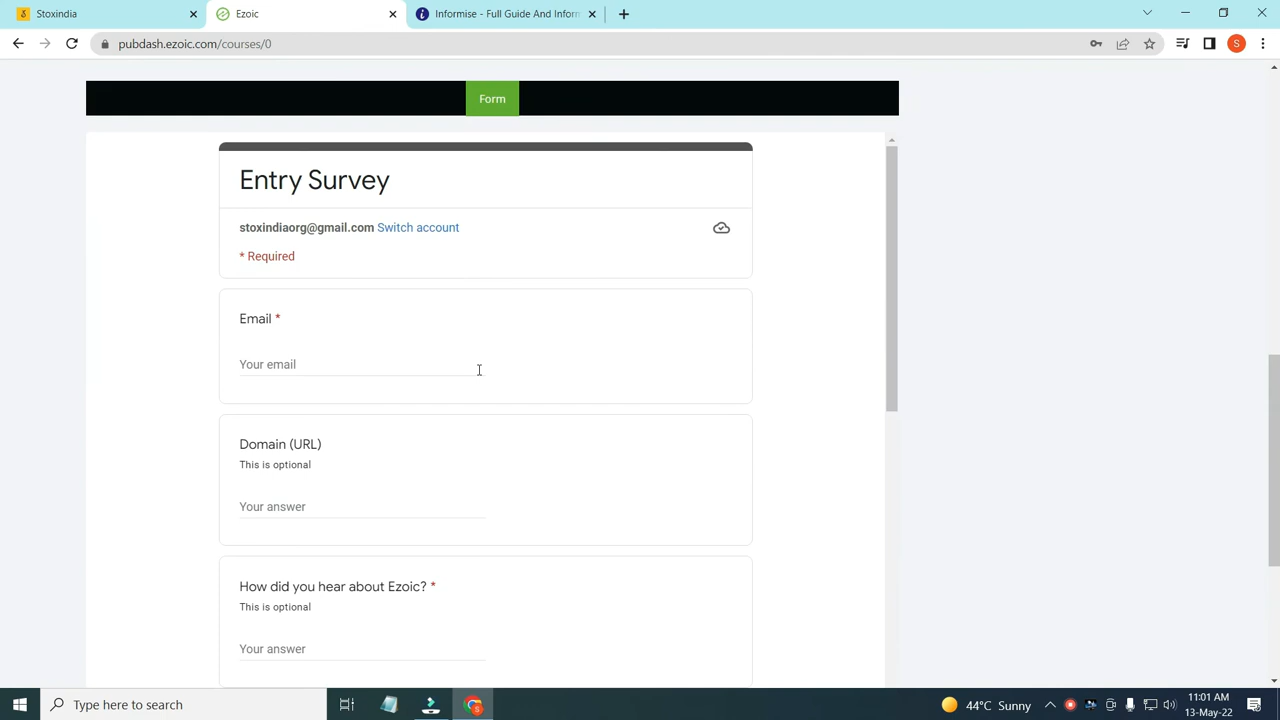 Stoxindia
Ezoic
Informise - Full Guide And Inform
pubdash.ezoic.com/courses/0
S
Form
Entry Survey
stoxindiaorg@gmail.com Switch account
* Required
Email *
Your email
Domain (URL)
This is optional
Your answer
How did you hear about Ezoic? *
This is optional
Your answer
Type here to search
44°C Sunny
11:01 AM
13-May-22